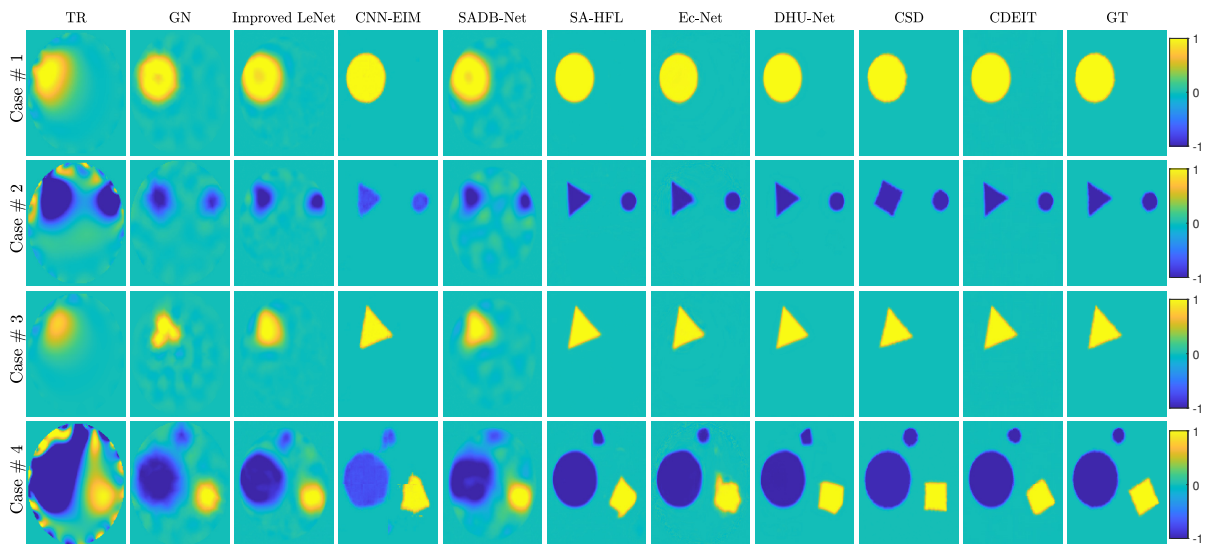 TR GN Improved LeNet CNN-EIM SADB-Net SA-HFL Ec-Net DHU-Net CSD CDEIT GT
Case # 1
1
0
-1
Case # 2
1
0
-1
Case # 3
1
0
-1
Case # 4
1
0
-1